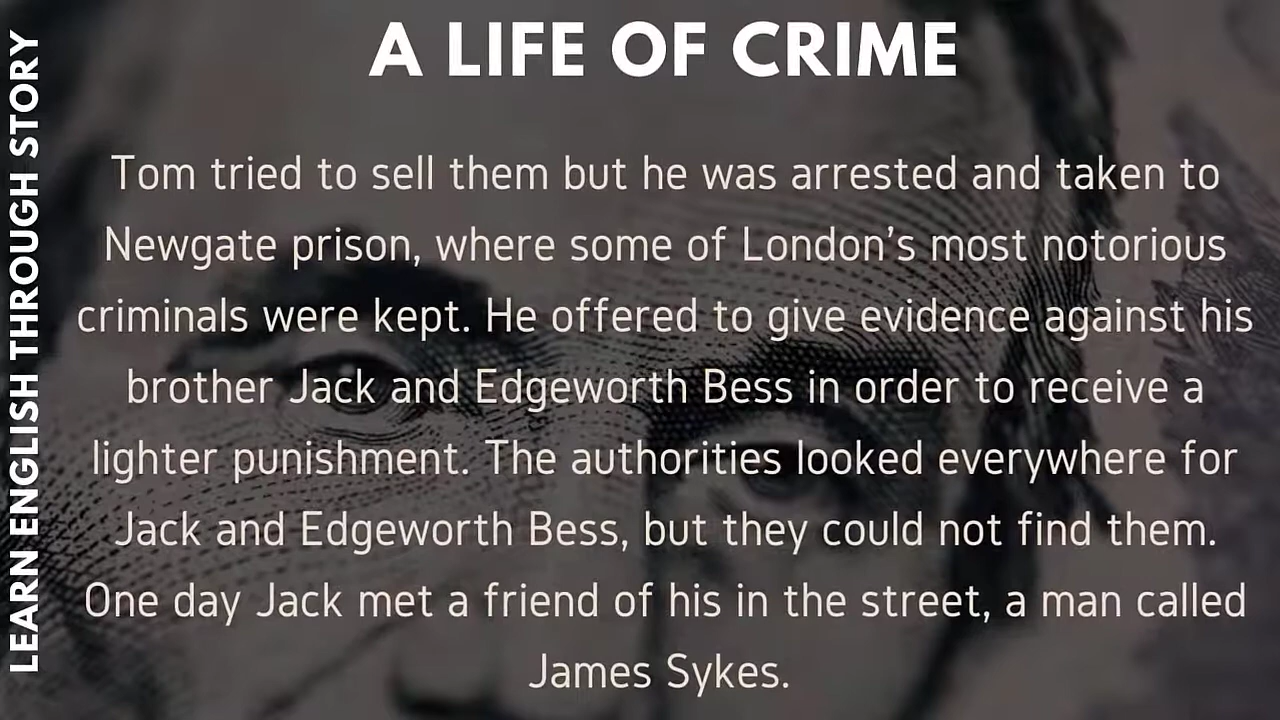 A LIFE OF CRIME
Tom tried to sell them but he was arrested and taken to
Newgate prison, where some of London’s most notorious
criminals were kept. He offered to give evidence against his
brother Jack and Edgeworth Bess in order to receive a
lighter punishment. The authorities looked everywhere for
Jack and Edgeworth Bess, but they could not find them.
One day Jack met a friend of his in the street, a man called
James Sykes.
LEARN ENGLISH THROUGH STORY